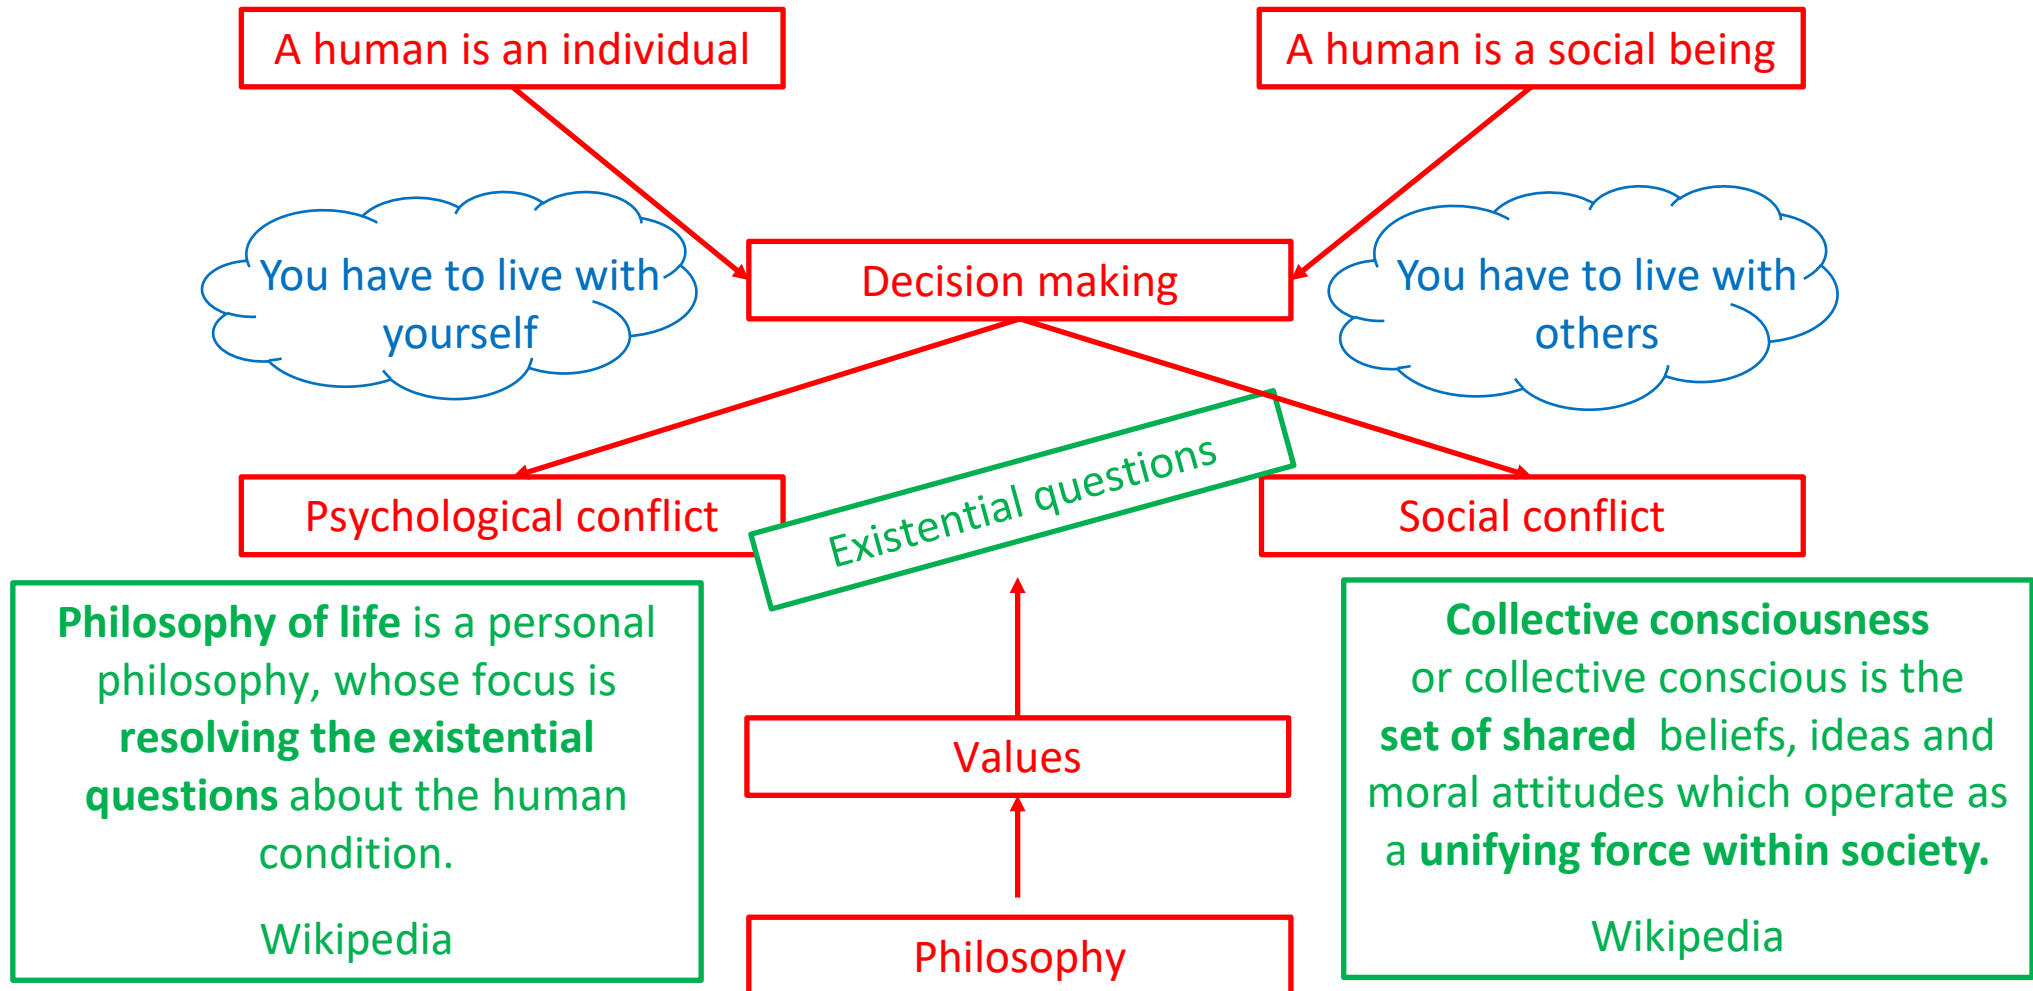 A human is an individual
A human is a social being
You have to live with
yourself
Decision making
You have to live with
others
Existential questions
Psychological conflict
Social conflict
Philosophy of life is a personal
philosophy, whose focus is
resolving the existential
questions about the human
condition.
Wikipedia
Values
Philosophy
Collective consciousness
or collective conscious is the
set of shared  beliefs, ideas and
moral attitudes which operate as
a unifying force within society.
Wikipedia